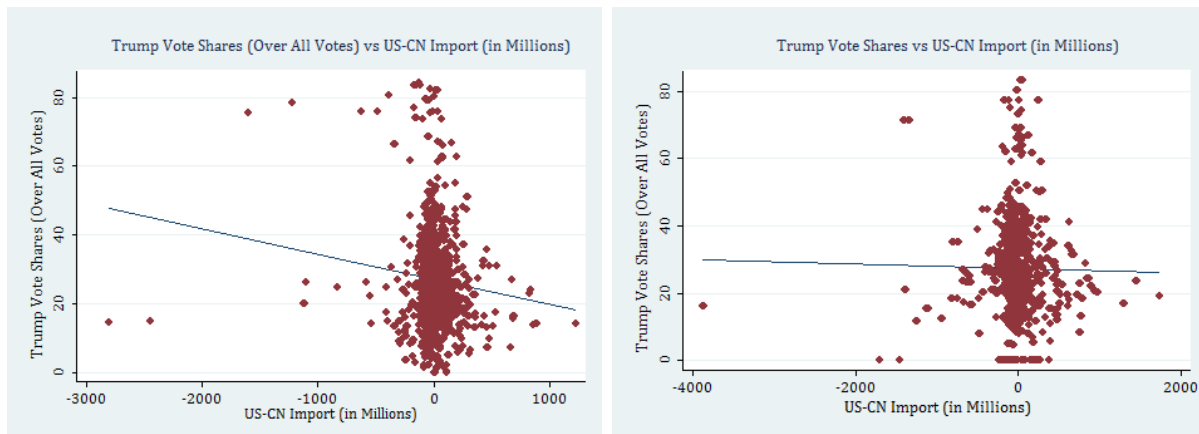 Trump Vote Shares (Over All Votes) vs US-CN Import (in Millions)
Trump Vote Shares (Over All Votes)
80
60
40
20
0
-3000 -2000 -1000 0 1000
US-CN Import (in Millions)
Trump Vote Shares vs US-CN Import (in Millions)
Trump Vote Shares (Over All Votes)
80
60
40
20
0
-4000 -2000 0 2000
US-CN Import (in Millions)